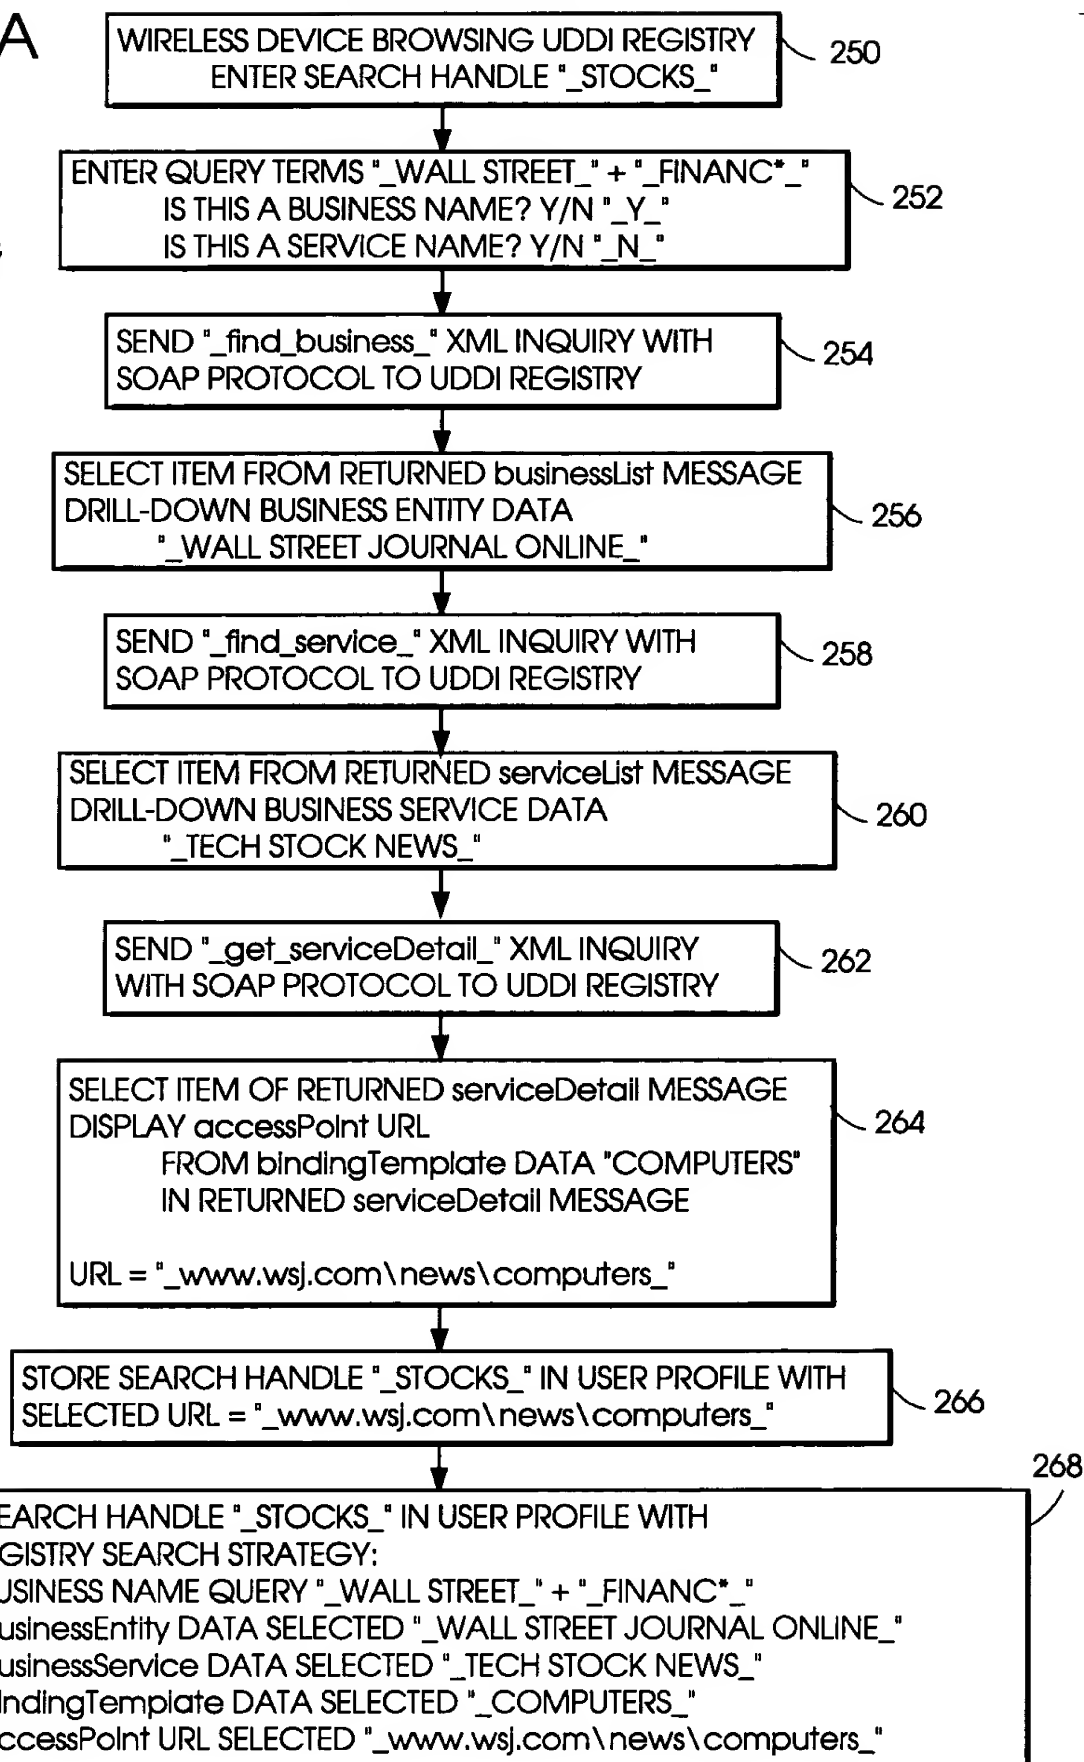 A
WIRELESS DEVICE BROWSING UDDI REGISTRY
ENTER SEARCH HANDLE "_STOCKS_"
250
ENTER QUERY TERMS "_WALL STREET_" + "_FINANC*_"
IS THIS A BUSINESS NAME? Y/N "_Y_"
IS THIS A SERVICE NAME? Y/N "_N_"
252
SEND "_find_business_" XML INQUIRY WITH
SOAP PROTOCOL TO UDDI REGISTRY
254
SELECT ITEM FROM RETURNED businessList MESSAGE
DRILL-DOWN BUSINESS ENTITY DATA
"_WALL STREET JOURNAL ONLINE_"
256
SEND "_find_service_" XML INQUIRY WITH
SOAP PROTOCOL TO UDDI REGISTRY
258
SELECT ITEM FROM RETURNED serviceList MESSAGE
DRILL-DOWN BUSINESS SERVICE DATA
"_TECH STOCK NEWS_"
260
SEND "_get_serviceDetail_" XML INQUIRY
WITH SOAP PROTOCOL TO UDDI REGISTRY
262
SELECT ITEM OF RETURNED serviceDetail MESSAGE
DISPLAY accessPoint URL
FROM bindingTemplate DATA "COMPUTERS"
IN RETURNED serviceDetail MESSAGE
URL = "_www.wsj.com\news\computers_"
264
STORE SEARCH HANDLE "_STOCKS_" IN USER PROFILE WITH
SELECTED URL = "_www.wsj.com\news\computers_"
266
268
EARCH HANDLE "_STOCKS_" IN USER PROFILE WITH
GISTRY SEARCH STRATEGY:
USINESS NAME QUERY "_WALL STREET_" + "_FINANC*_"
usinessEntity DATA SELECTED "_WALL STREET JOURNAL ONLINE_"
usinessService DATA SELECTED "_TECH STOCK NEWS_"
indingTemplate DATA SELECTED "_COMPUTERS_"
ccessPoint URL SELECTED "_www.wsj.com\news\computers_"